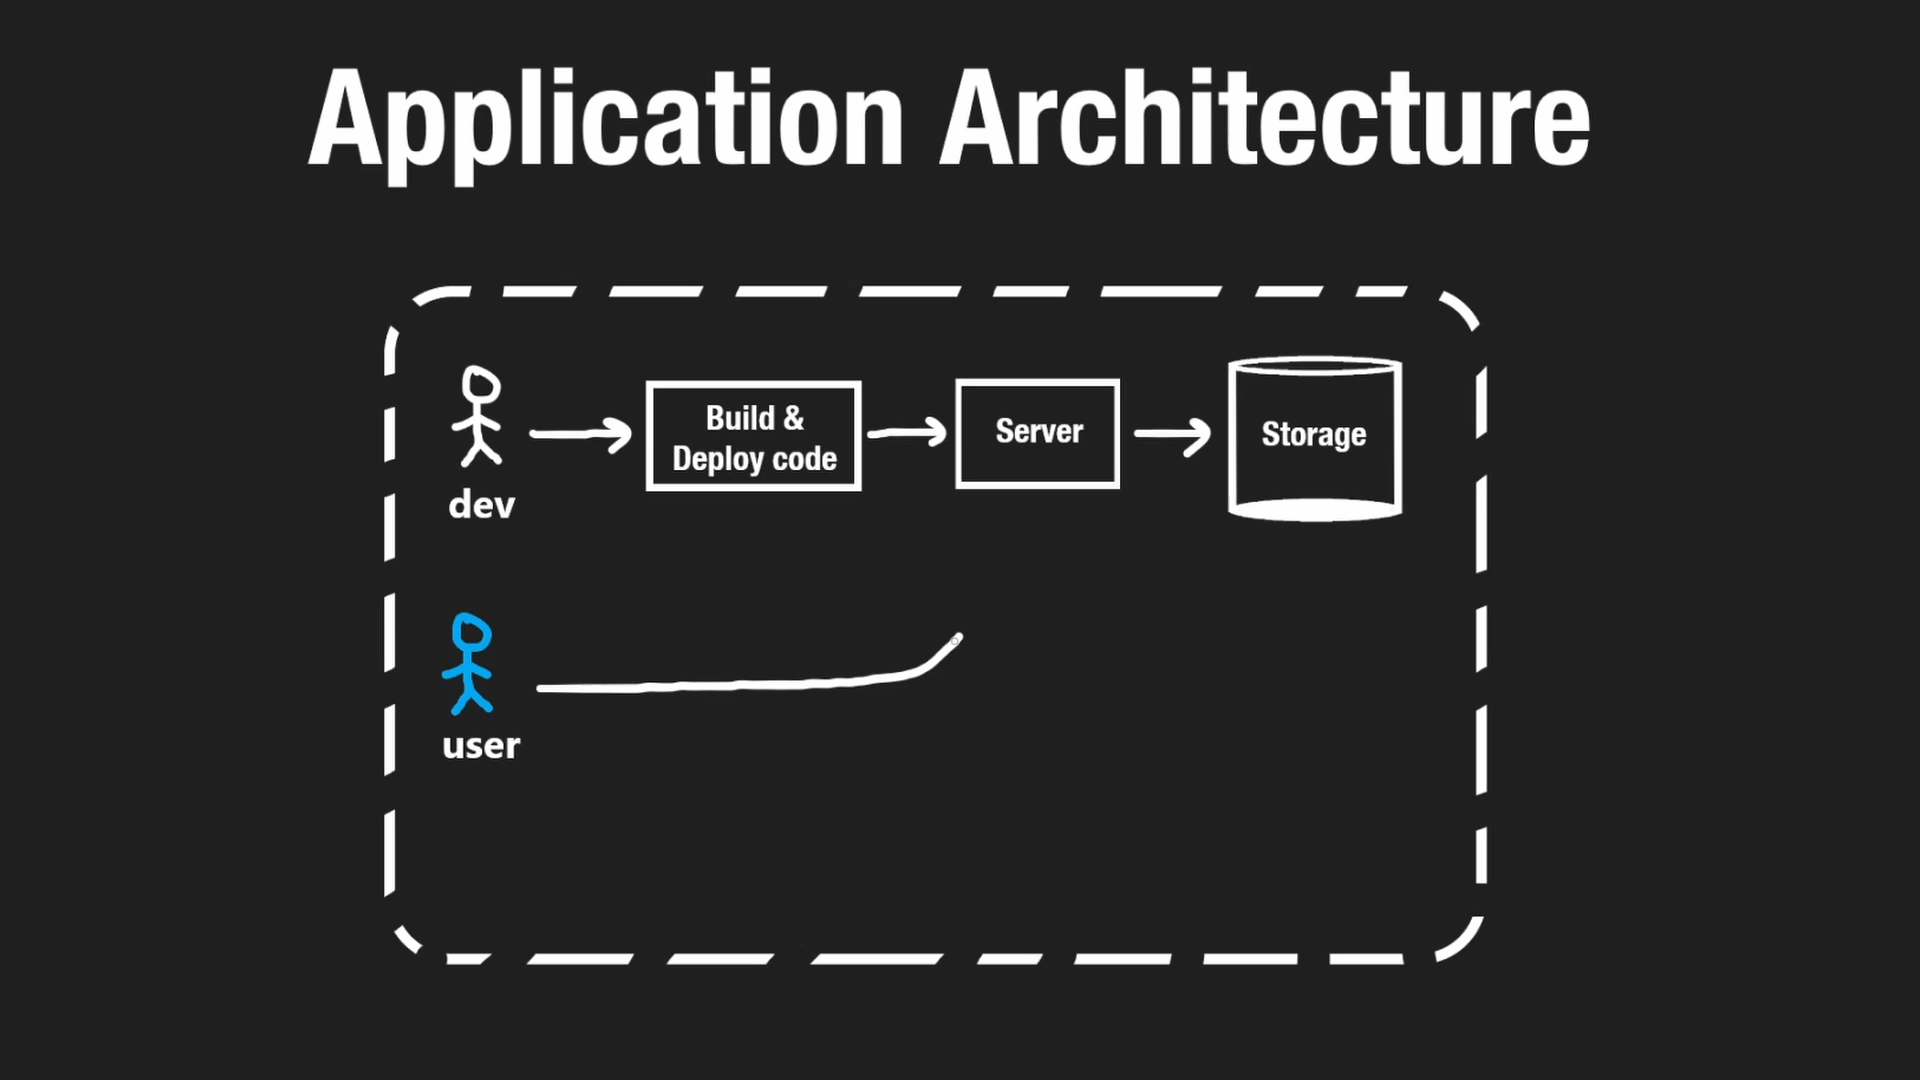 Application Architecture
Build &
Deploy code
Server
Storage
dev
user